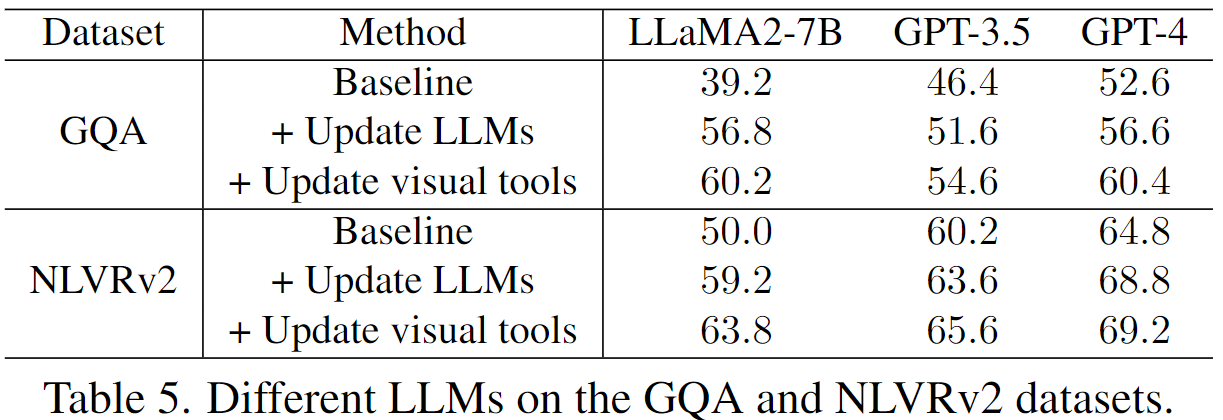 Dataset Method LLaMA2-7B GPT-3.5 GPT-4
Baseline 39.2 46.4 52.6
GQA + Update LLMs 56.8 51.6 56.6
+ Update visual tools 60.2 54.6 60.4
Baseline 50.0 60.2 64.8
NLVRv2 + Update LLMs 59.2 63.6 68.8
+ Update visual tools 63.8 65.6 69.2
Table 5. Different LLMs on the GQA and NLVRv2 datasets.